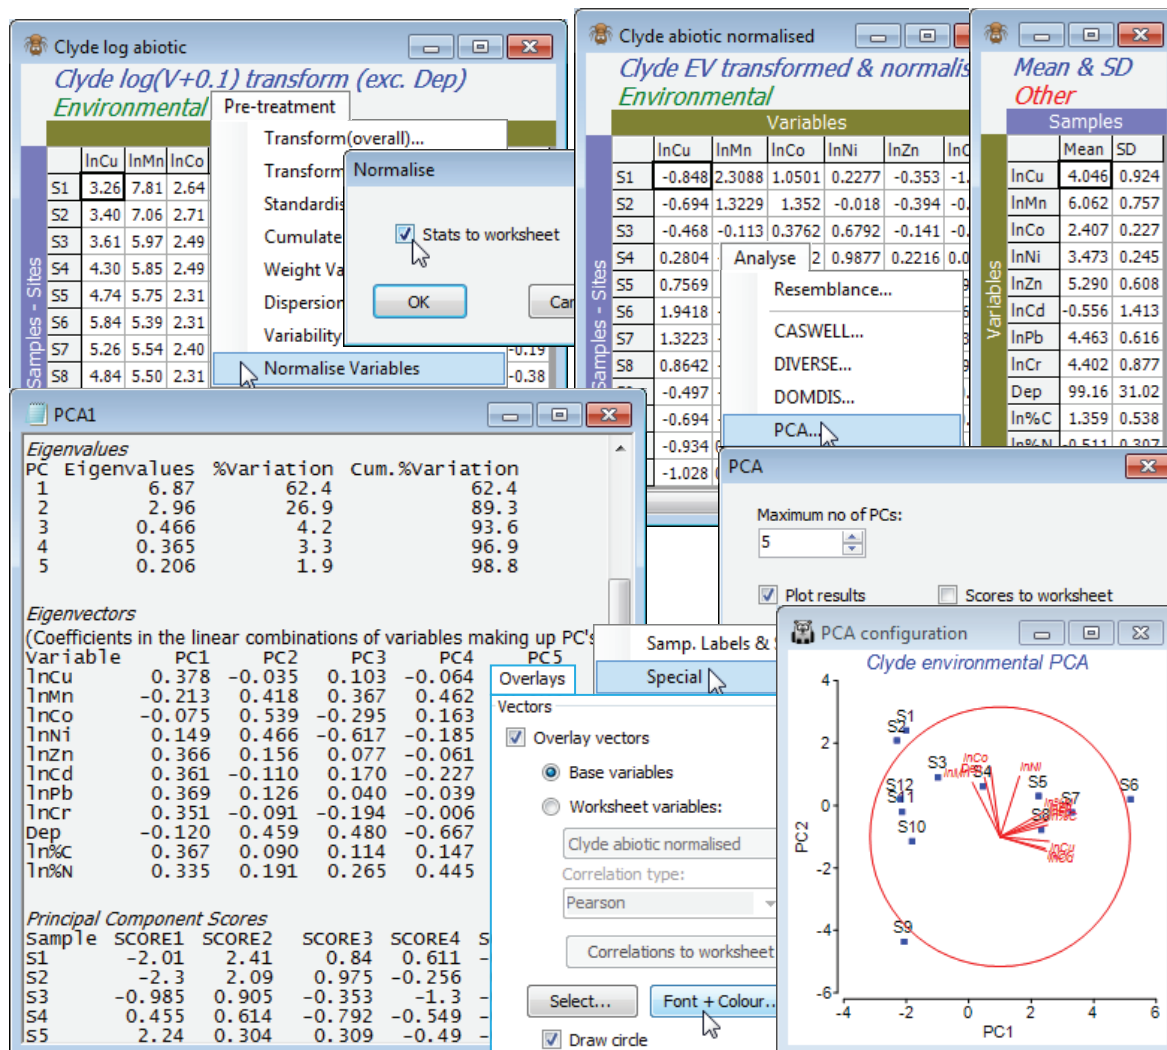 Clyde log abiotic
Clyde log(V+0.1) transform (exc. Dep)
Environmental
Pre-treatment
Transform(overall)...
Transform
Standardis
Cumulate
Weight Va
Dispersion
Variability
Normalise Variables
Normalise
Stats to worksheet
OK
Can
Samples - Sites
lnCu lnMn lnCo
S1 3.26 7.81 2.64
S2 3.40 7.06 2.71
S3 3.61 5.97 2.49
S4 4.30 5.85 2.49
S5 4.74 5.75 2.31
S6 5.84 5.39 2.31
S7 5.26 5.54 2.40 -0.19
S8 4.84 5.50 2.31 -0.38
Clyde abiotic normalised
Clyde EV transformed & normalis
Environmental
Variables
Samples - Sites
lnCu lnMn lnCo lnNi lnZn lnC
S1 -0.848 2.3088 1.0501 0.2277 -0.353 -1.
S2 -0.694 1.3229 1.352 -0.018 -0.394 -0.
S3 -0.468 -0.113 0.3762 0.6792 -0.141 -0.
S4 0.2804 2 0.9877 0.2216 0.0
S5 0.7569
S6 1.9418
S7 1.3223
S8 0.8642
-0.497
-0.694
-0.934
-1.028
Analyse
Resemblance...
CASWELL...
DIVERSE...
DOMDIS...
PCA...
Mean & SD
Other
Samples
Variables
Mean SD
lnCu 4.046 0.924
lnMn 6.062 0.757
lnCo 2.407 0.227
lnNi 3.473 0.245
lnZn 5.290 0.608
lnCd -0.556 1.413
lnPb 4.463 0.616
lnCr 4.402 0.877
Dep 99.16 31.02
ln%C 1.359 0.538
ln%N -0.511 0.307
PCA1
Eigenvalues
PC Eigenvalues %Variation Cum.%Variation
1 6.87 62.4 62.4
2 2.96 26.9 89.3
3 0.466 4.2 93.6
4 0.365 3.3 96.9
5 0.206 1.9 98.8
Eigenvectors
(Coefficients in the linear combinations of variables making up PC's
Variable PC1 PC2 PC3 PC4 PC5
lnCu 0.378 -0.035 0.103 -0.064
lnMn -0.213 0.418 0.367 0.462
lnCo -0.075 0.539 -0.295 0.163
lnNi 0.149 0.466 -0.617 -0.185
lnZn 0.366 0.156 0.077 -0.061
lnCd 0.361 -0.110 0.170 -0.227
lnPb 0.369 0.126 0.040 -0.039
lnCr 0.351 -0.091 -0.194 -0.006
Dep -0.120 0.459 0.480 -0.667
ln%C 0.367 0.090 0.114 0.147
ln%N 0.335 0.191 0.265 0.445
Principal Component Scores
Sample SCORE1 SCORE2 SCORE3 SCORE4 S
S1 -2.01 2.41 0.84 0.611 -
S2 -2.3 2.09 0.975 -0.256
S3 -0.985 0.905 -0.353 -1.3 -
S4 0.455 0.614 -0.792 -0.549 -
S5 2.24 0.304 0.309 -0.49 -
Samp. Labels &
Special
Overlays
Vectors
Overlay vectors
Base variables
Worksheet variables:
Clyde abiotic normalised
Correlation type:
Pearson
Correlations to worksheet
Select...
Font + Colour..
Draw circle
PCA
Maximum no of PCs:
5
Plot results
Scores to worksheet
PCA configuration
Clyde environmental PCA
PC2
4
2
0
-2
-4
-6
-4 -2 0 2 4 6
PC1
S1
S2
S3
S4
S5
S6
S7
S8
S12
S11
S10
S9
lnCo
lnNi
lnCu